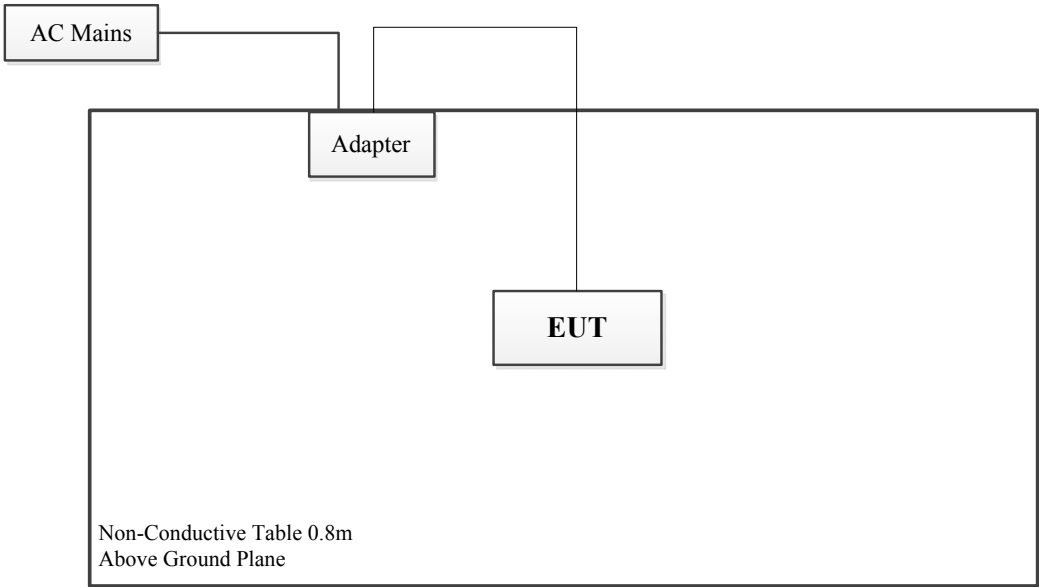 AC Mains
Adapter
EUT
Non-Conductive Table 0.8m
Above Ground Plane